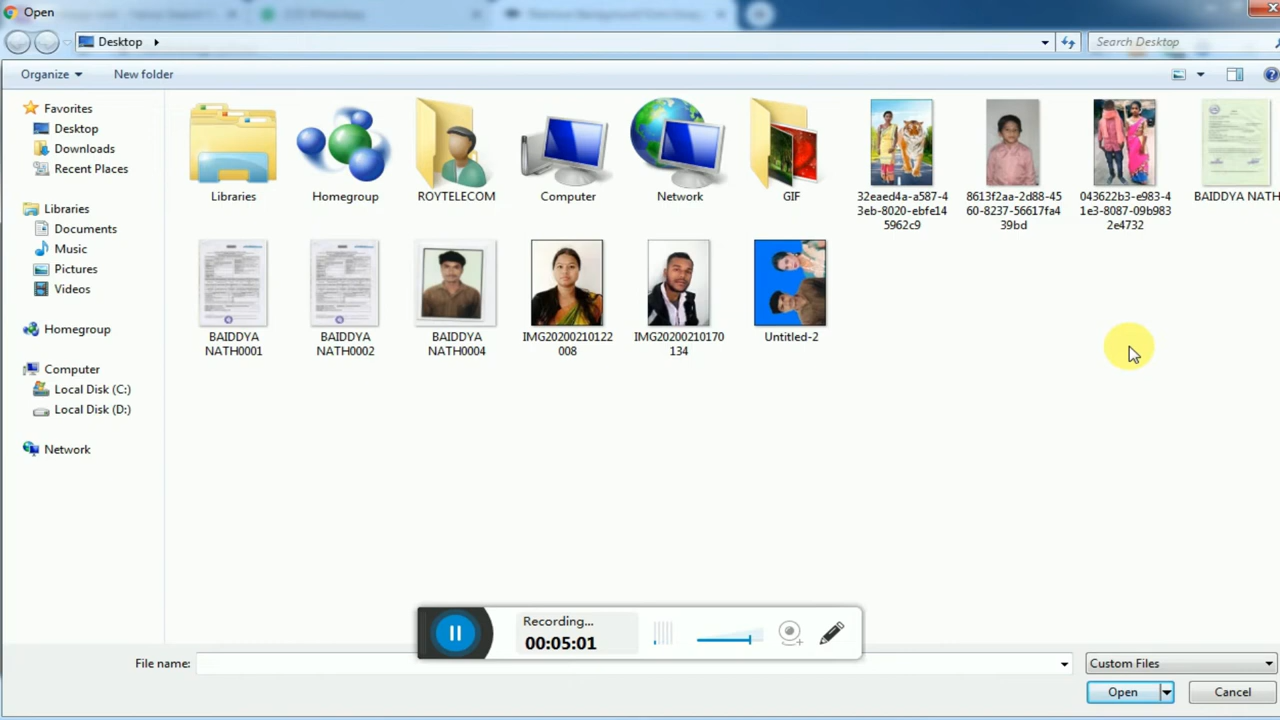 Open
Desktop
Search Desktop
Organize
New folder
Favorites
Desktop
Downloads
Recent Places
Libraries
Documents
Music
Pictures
Videos
Homegroup
Computer
Local Disk (C:)
Local Disk (D:)
Network
Libraries
Homegroup
ROYTELECOM
Computer
Network
GIF
32eaed4a-a587-4
3eb-8020-ebfe14
5962c9
8613f2aa-2d88-45
60-8237-56617fa4
39bd
043622b3-e983-4
1e3-8087-09b983
2e4732
BAIDDYA NATH
BAIDDYA
NATH0001
BAIDDYA
NATH0002
BAIDDYA
NATH0004
IMG20200210122
008
IMG20200210170
134
Untitled-2
Recording...
00:05:01
File name:
Custom Files
Open
Cancel